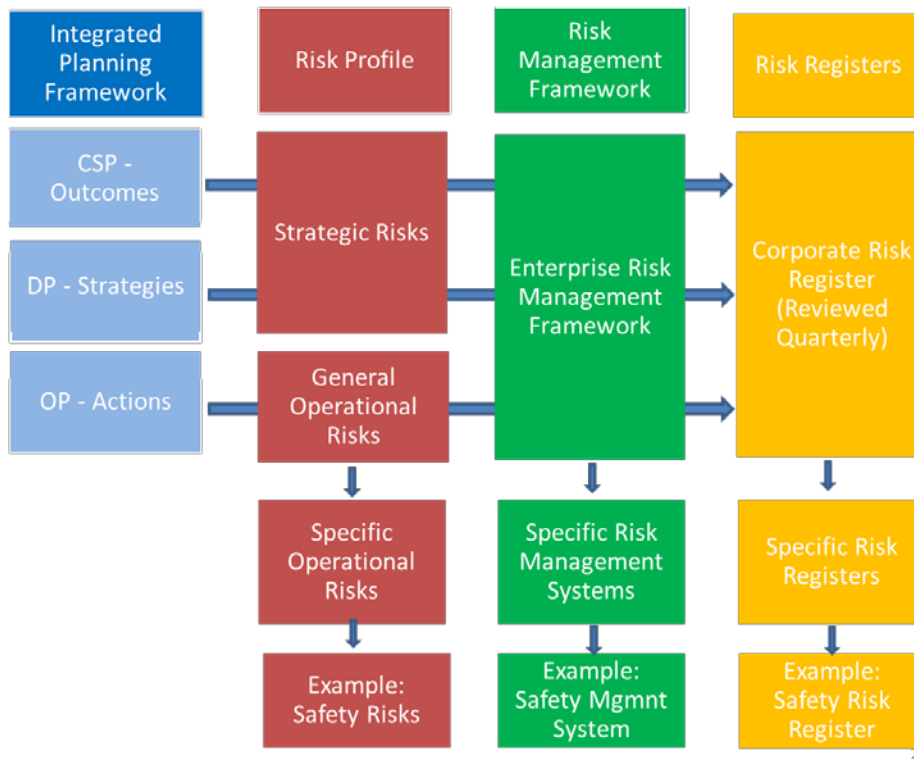 Integrated
Planning
Framework
Risk Profile
Risk
Management
Framework
Risk Registers
CSP -
Outcomes
DP - Strategies
OP - Actions
Strategic Risks
General
Operational
Risks
Enterprise Risk
Management
Framework
Corporate Risk
Register
(Reviewed
Quarterly)
Specific
Operational
Risks
Specific Risk
Management
Systems
Specific Risk
Registers
Example:
Safety Risks
Example:
Safety Mgmnt
System
Example:
Safety Risk
Register